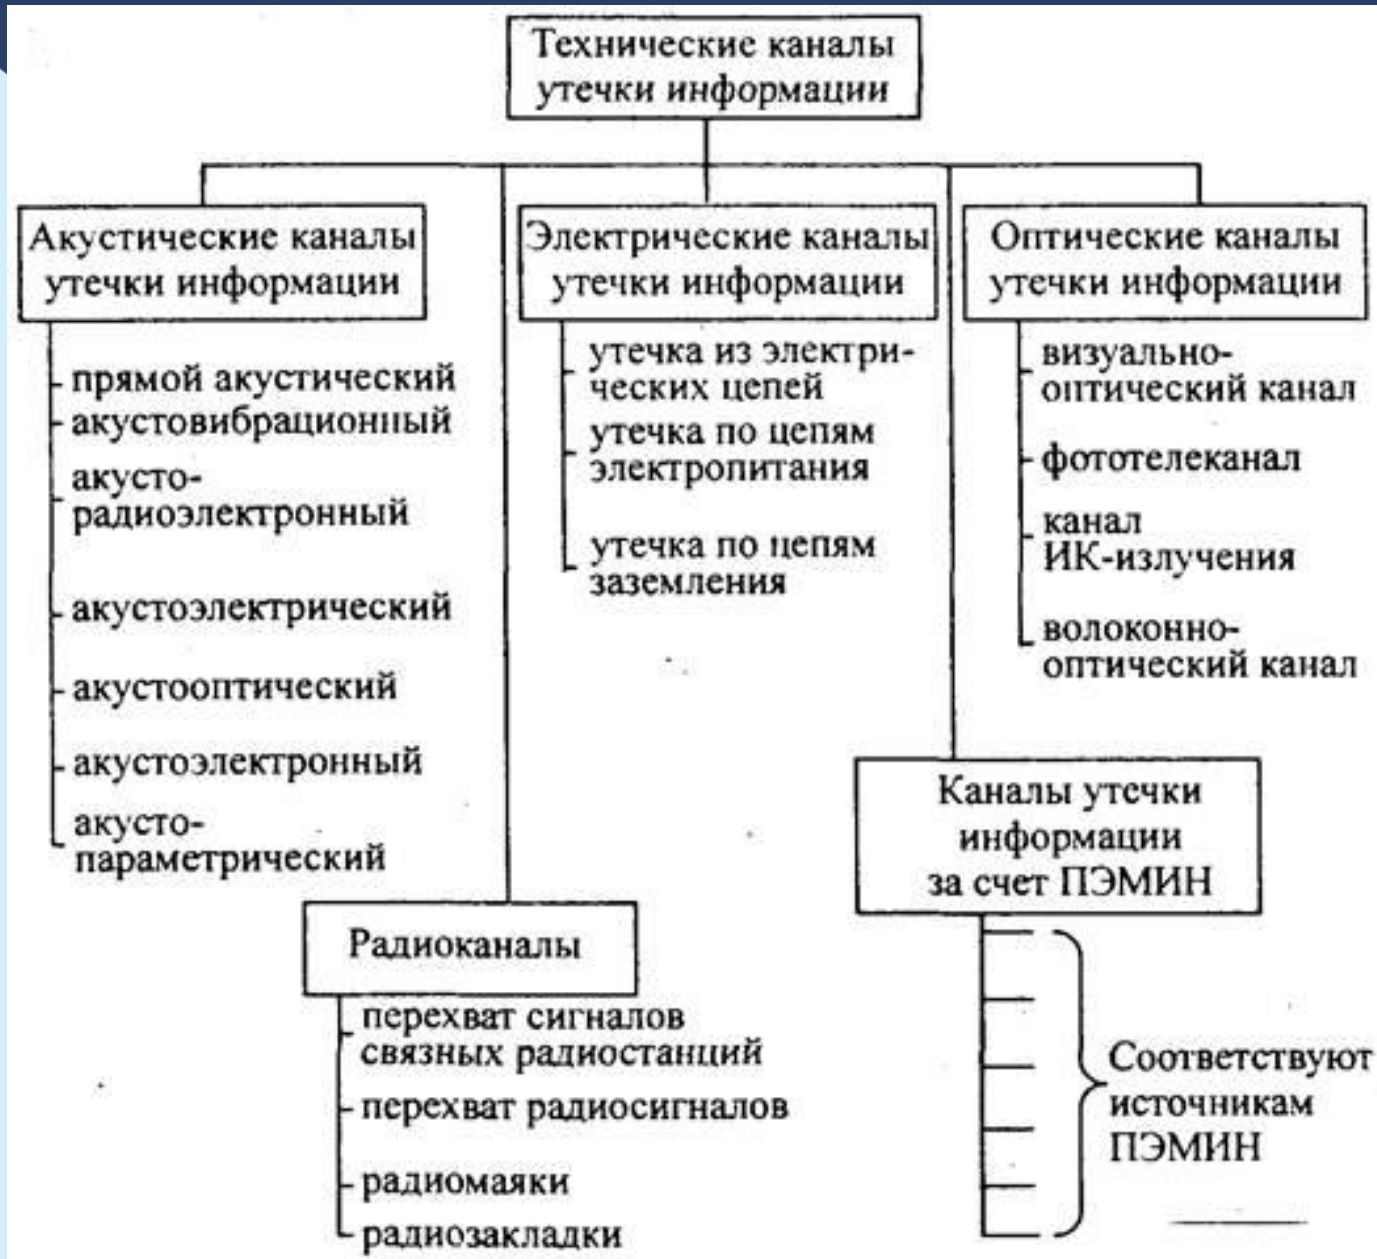 Технические каналы
утечки информации
Акустические каналы
утечки информации
прямой акустический
акустовибрационный
акусто-
радиоэлектронный
акустоэлектрический
акустооптический
акустоэлектронный
акусто-
параметрический
Радиоканалы
перехват сигналов
связных радиостанций
перехват радиосигналов
радиомаяки
радиозакладки
Электрические каналы
утечки информации
утечка из электри-
ческих цепей
утечка по цепям
электропитания
утечка по цепям
заземления
Каналы утечки
информации
за счет ПЭМИН
Соответствуют
источникам
ПЭМИН
Оптические каналы
утечки информации
визуально-
оптический канал
фототелеканал
канал
ИК-излучения
волоконно-
оптический канал